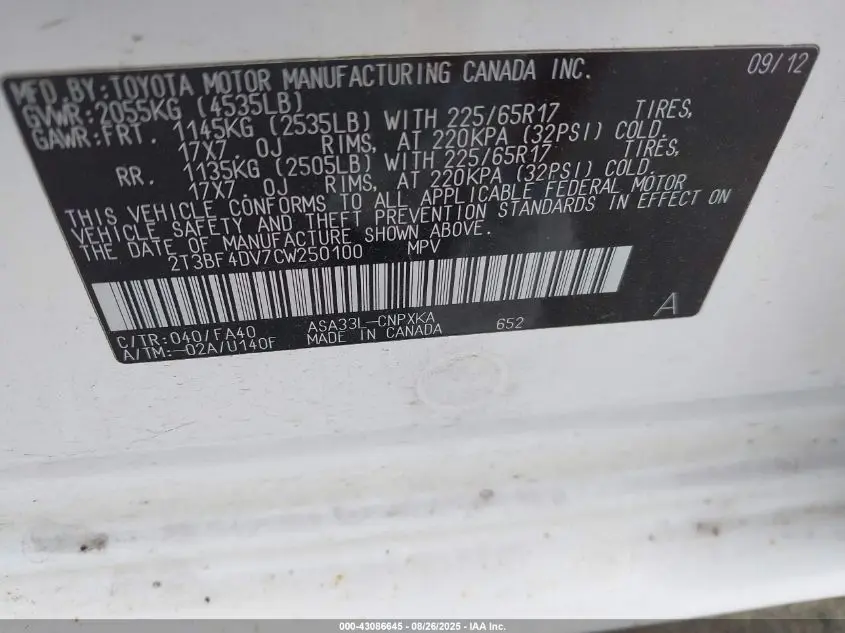 MFD.BY:TOYOTA MOTOR MANUFACTURING CANADA INC. 09/12
GVWR:2055KG (4535LB)
GAWR:FRT. 1145KG (2535LB) WITH 225/65R17 TIRES,
17X7 OJ RIMS, AT 220KPA (32PSI) COLD.
RR. 1135KG (2505LB) WITH 225/65R17 TIRES,
17X7 OJ RIMS, AT 220KPA (32PSI) COLD.
THIS VEHICLE CONFORMS TO ALL APPLICABLE FEDERAL MOTOR
VEHICLE SAFETY AND THEFT PREVENTION STANDARDS IN EFFECT ON
THE DATE OF MANUFACTURE SHOWN ABOVE.
2T3BF4DV7CW250100 MPV
A
C/TR:040/FA40 ASA33L-CNPXKA 652
A/TM:-02A/U140F MADE IN CANADA
000-43086645 - 08/26/2025 - IAA Inc.